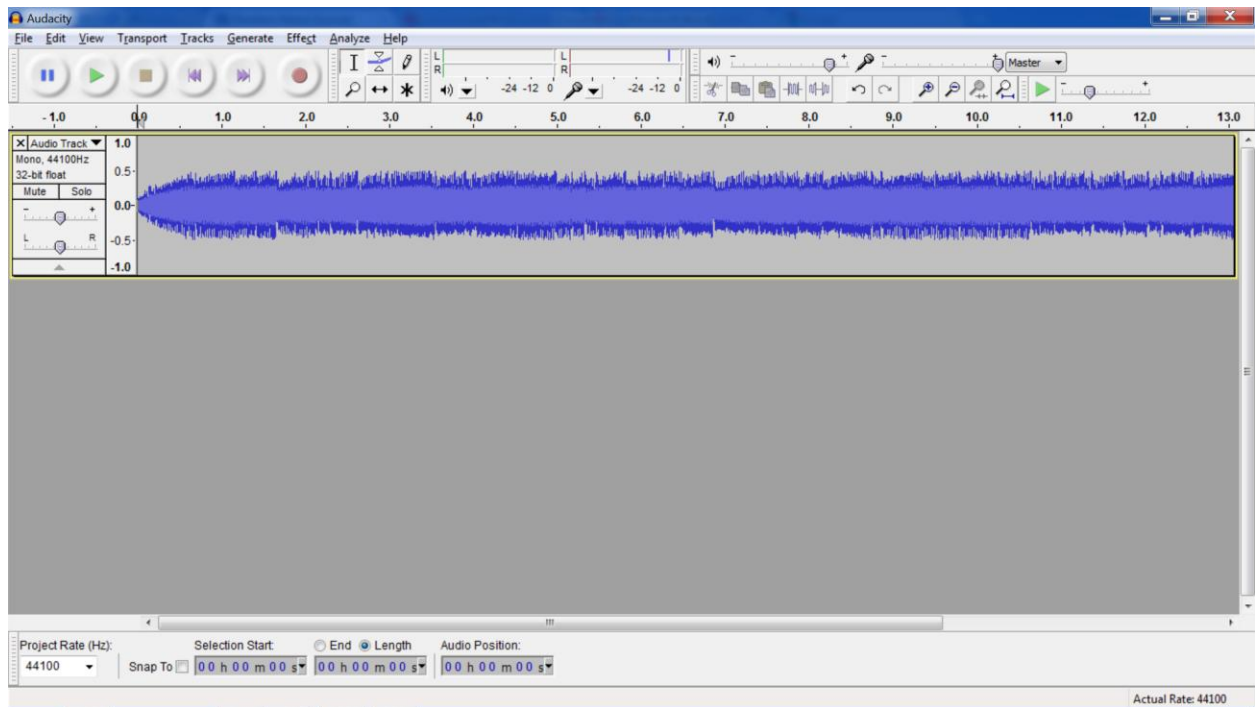 Audacity
File Edit View Transport Tracks Generate Effect Analyze Help
L
R
L
R
-24 -12 0
-24 -12 0
- +
- +
Master
- +
- 1.0 0.0 1.0 2.0 3.0 4.0 5.0 6.0 7.0 8.0 9.0 10.0 11.0 12.0 13.0
X Audio Track
Mono, 44100Hz
32-bit float
Mute Solo
- +
L R
1.0
0.5
0.0
-0.5
-1.0
Project Rate (Hz): Selection Start: End Length Audio Position:
44100 Snap To 00 h 00 m 00 s 00 h 00 m 00 s 00 h 00 m 00 s
Actual Rate: 44100